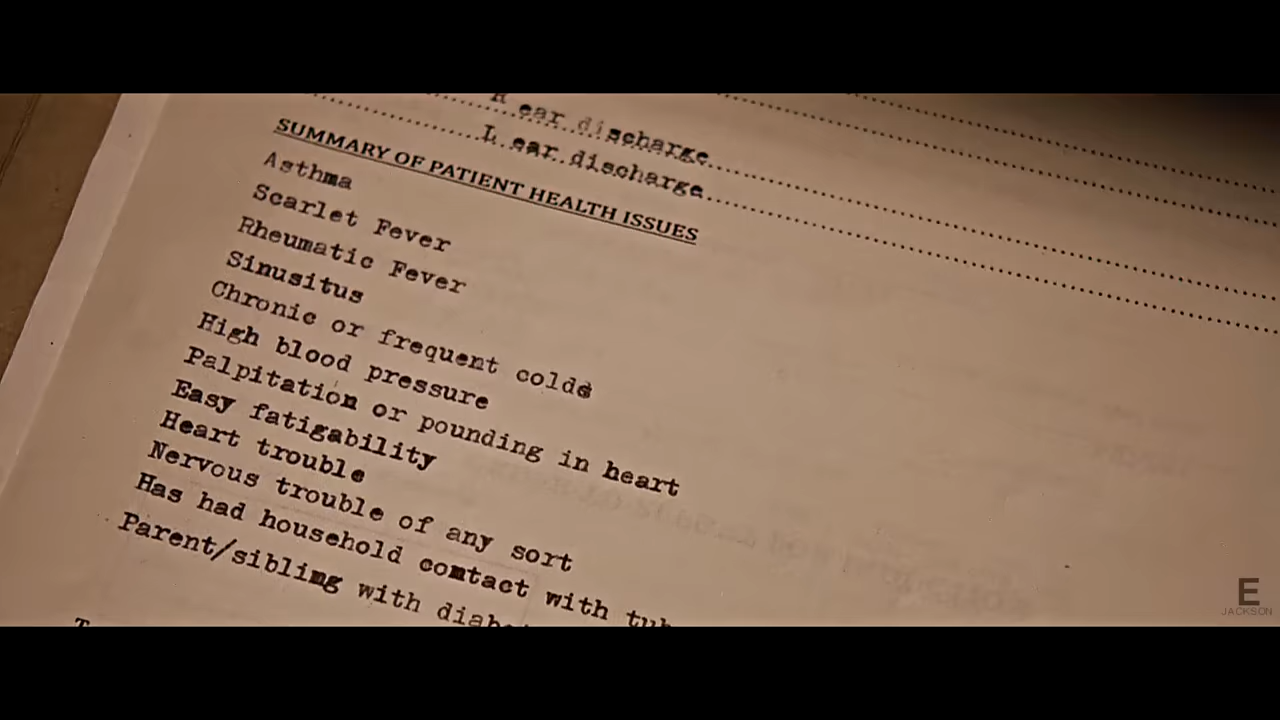 R ear discharge
L ear discharge
SUMMARY OF PATIENT HEALTH ISSUES
Asthma
Scarlet Fever
Rheumatic Fever
Sinusitus
Chronic or frequent colds
High blood pressure
Palpitation or pounding in heart
Easy fatigability
Heart trouble
Nervous trouble of any sort
Has had household contact with
Parent/sibling with
E
JACKSON